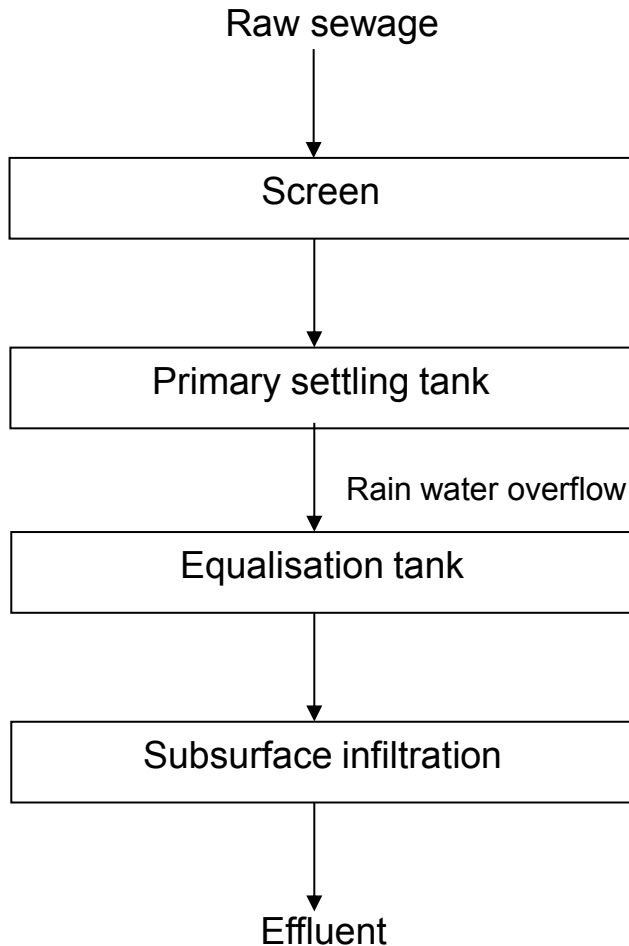 Raw sewage
Screen
Primary settling tank
Rain water overflow
Equalisation tank
Subsurface infiltration
Effluent